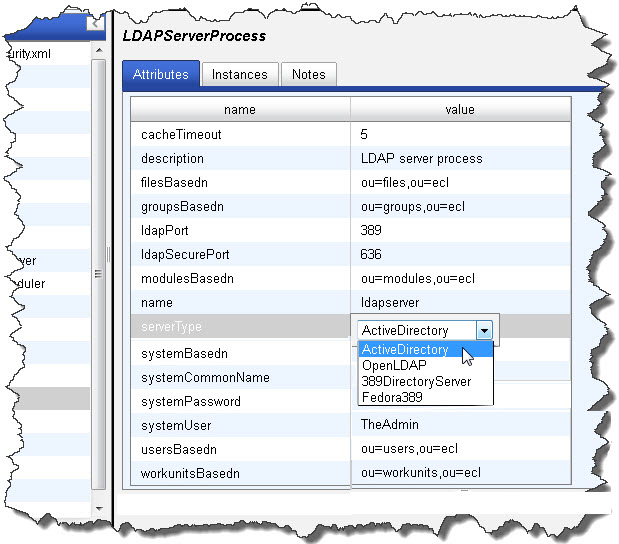 LDAPServerProcess
urity.xml
Attributes Instances Notes
name value
cacheTimeout 5
description LDAP server process
filesBasedn ou=files,ou=ecl
groupsBasedn ou=groups,ou=ecl
ldapPort 389
ver
ldapSecurePort 636
duler
modulesBasedn ou=modules,ou=ecl
name ldapserver
serverType ActiveDirectory
systemBasedn ActiveDirectory
OpenLDAP
systemCommonName 389DirectoryServer
systemPassword Fedora389
systemUser TheAdmin
usersBasedn ou=users,ou=ecl
workunitsBasedn ou=workunits,ou=ecl